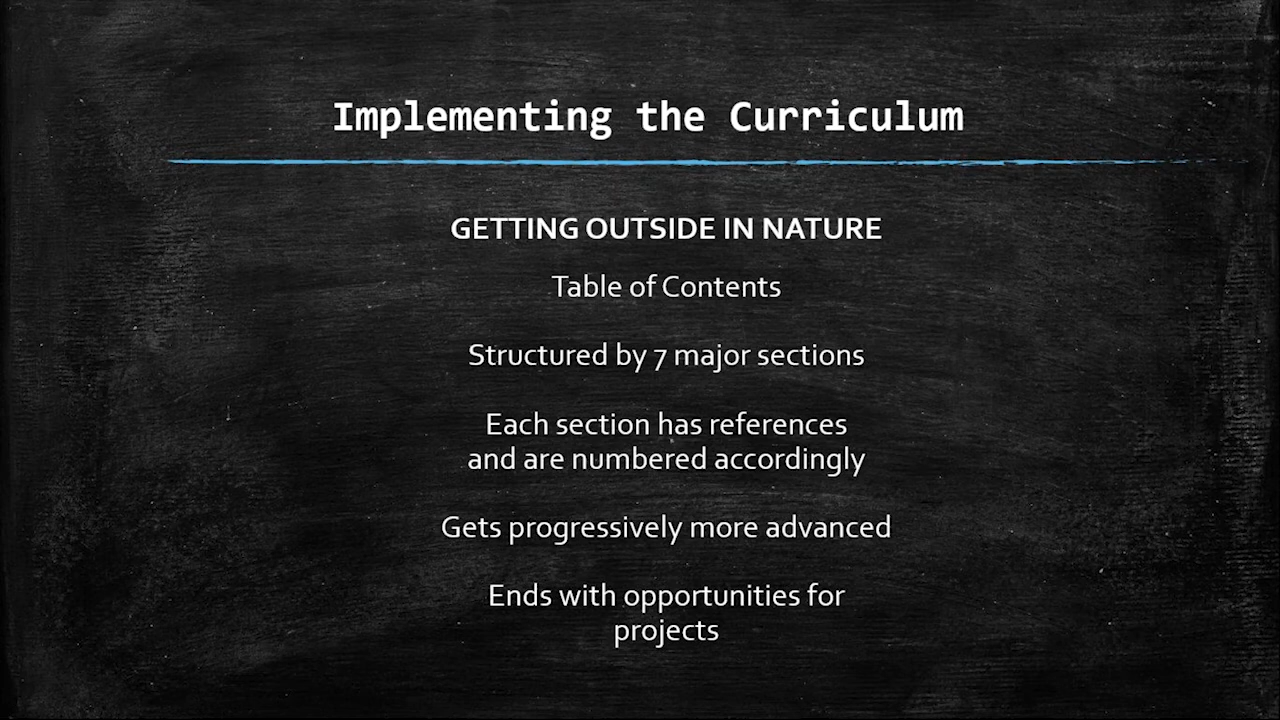 Implementing the Curriculum
GETTING OUTSIDE IN NATURE
Table of Contents
Structured by 7 major sections
Each section has references
and are numbered accordingly
Gets progressively more advanced
Ends with opportunities for
projects